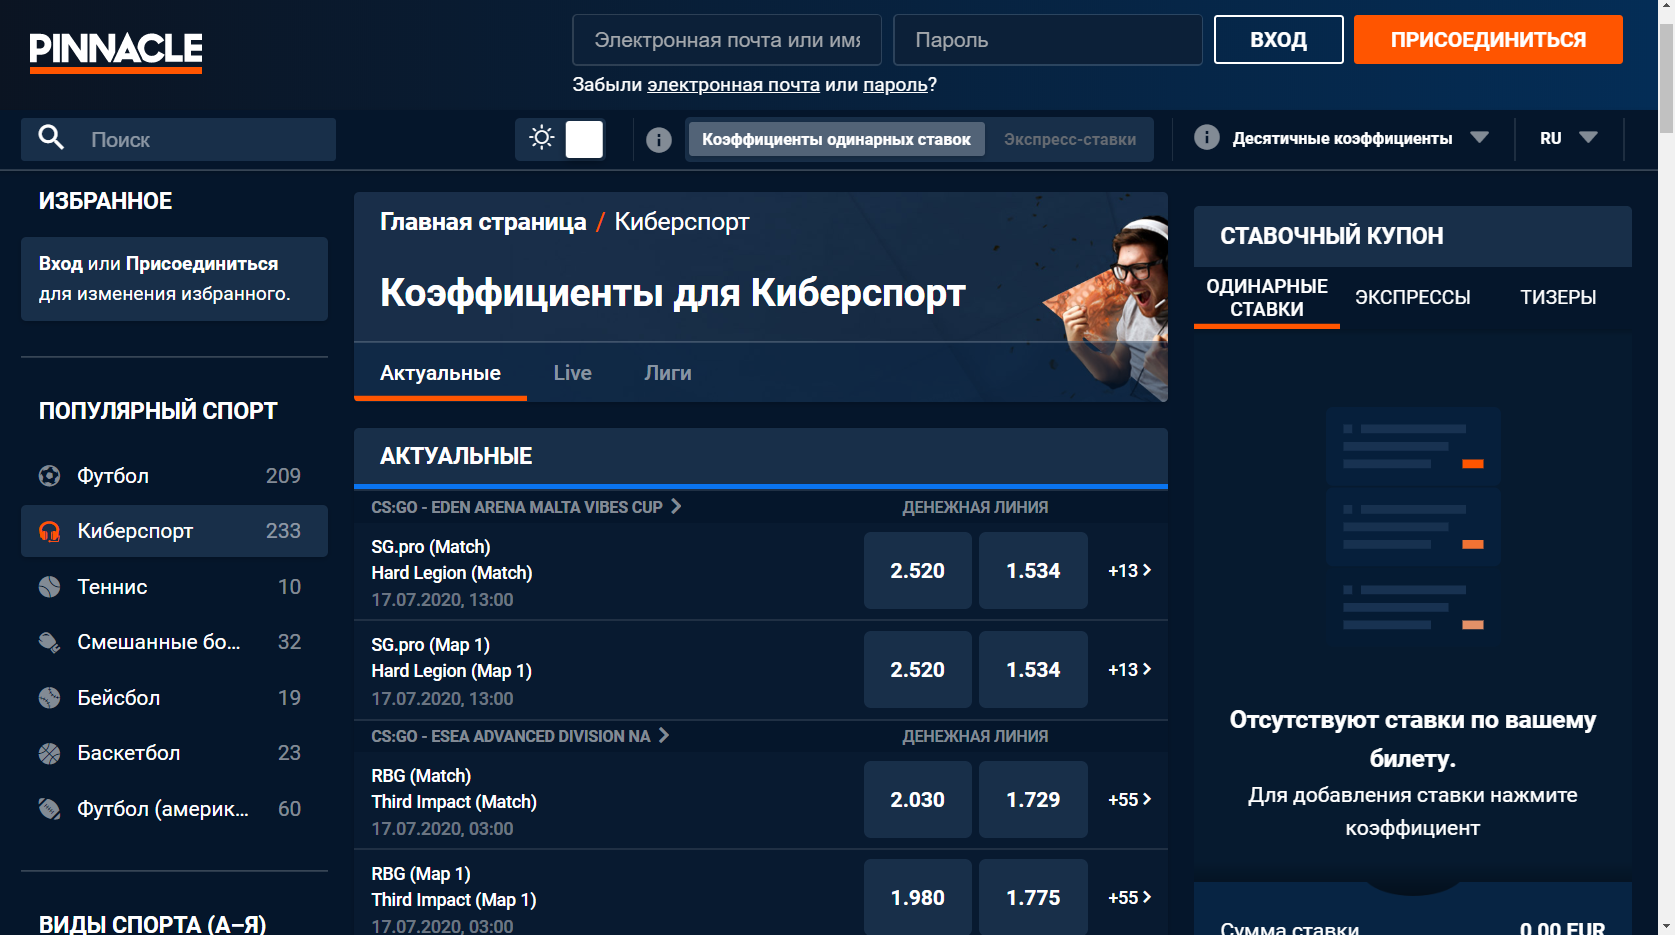 PINNACLE
Электронная почта или имя
Пароль
ВХОД
ПРИСОЕДИНИТЬСЯ
Забыли электронная почта или пароль?
Поиск
Коэффициенты одинарных ставок
Экспресс-ставки
Десятичные коэффициенты
RU
ИЗБРАННОЕ
Вход или Присоединиться
для изменения избранного.
ПОПУЛЯРНЫЙ СПОРТ
Футбол 209
Киберспорт 233
Теннис 10
Смешанные бо... 32
Бейсбол 19
Баскетбол 23
Футбол (америк... 60
ВИДЫ СПОРТА (А–Я)
Главная страница / Киберспорт
Коэффициенты для Киберспорт
Актуальные
Live
Лиги
АКТУАЛЬНЫЕ
CS:GO - EDEN ARENA MALTA VIBES CUP
ДЕНЕЖНАЯ ЛИНИЯ
SG.pro (Match)
Hard Legion (Match)
17.07.2020, 13:00
2.520
1.534
+13
SG.pro (Map 1)
Hard Legion (Map 1)
17.07.2020, 13:00
2.520
1.534
+13
CS:GO - ESEA ADVANCED DIVISION NA
ДЕНЕЖНАЯ ЛИНИЯ
RBG (Match)
Third Impact (Match)
17.07.2020, 03:00
2.030
1.729
+55
RBG (Map 1)
Third Impact (Map 1)
17.07.2020, 03:00
1.980
1.775
+55
СТАВОЧНЫЙ КУПОН
ОДИНАРНЫЕ
СТАВКИ
ЭКСПРЕССЫ
ТИЗЕРЫ
Отсутствуют ставки по вашему
билету.
Для добавления ставки нажмите
коэффициент
Сумма ставки
0.00 EUR